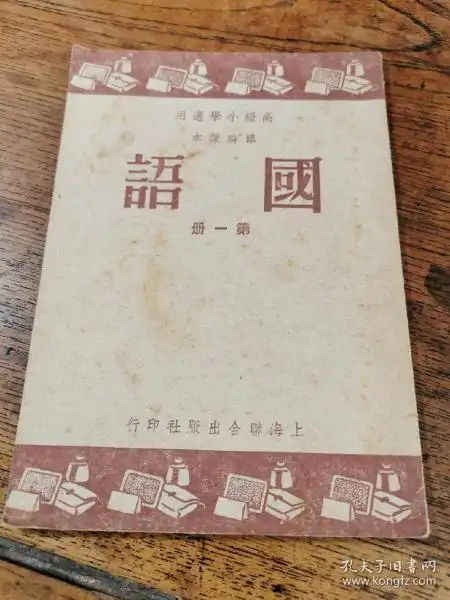 高級小學適用
臨時課本
國語
第一册
上海聯合出版社印行
孔夫子旧书网
www.kongfz.com